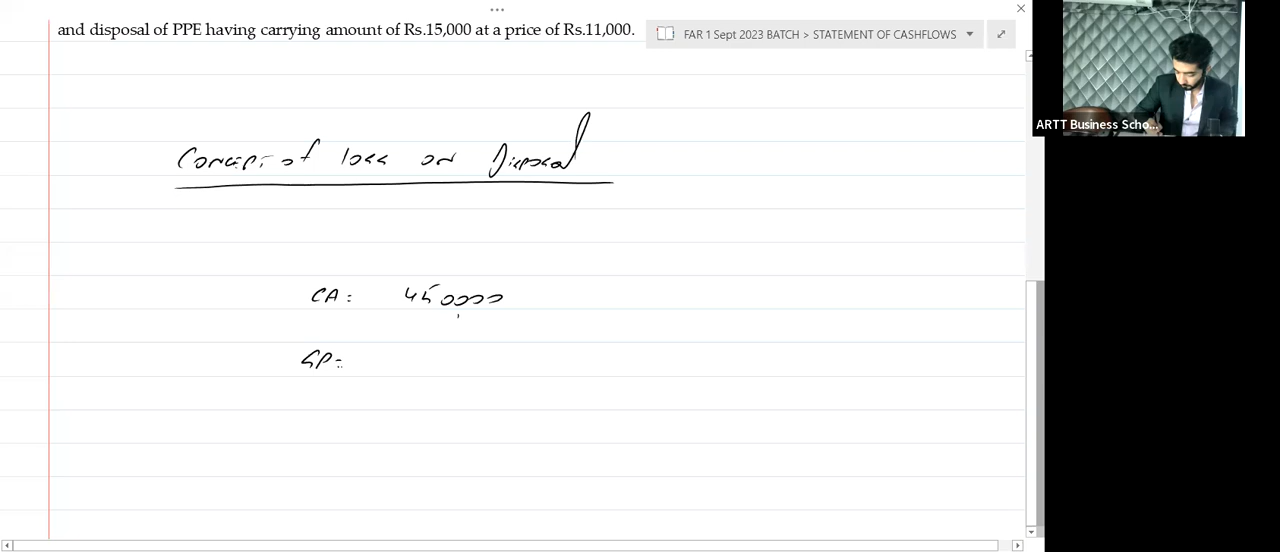 and disposal of PPE having carrying amount of Rs.15,000 at a price of Rs.11,000.
FAR 1 Sept 2023 BATCH > STATEMENT OF CASHFLOWS
ARTT Business Scho...
Concept of loss on Disposal
CA: 450000
SP=